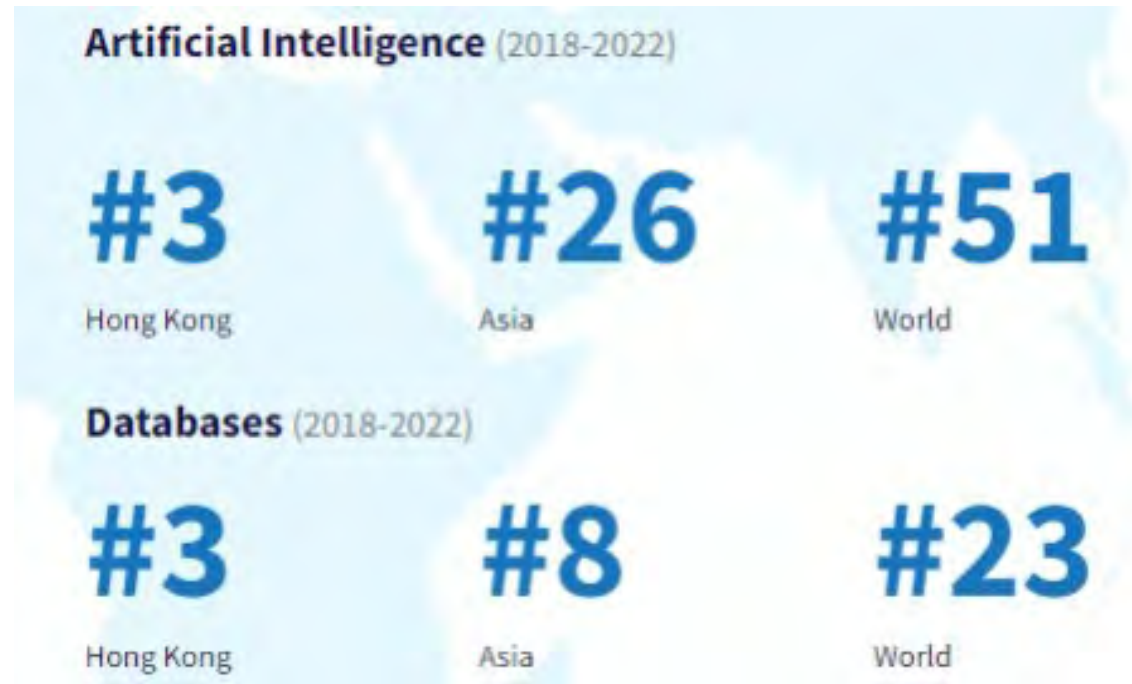 Artificial Intelligence (2018-2022)
#3 #26 #51
Hong Kong Asia World
Databases (2018-2022)
#3 #8 #23
Hong Kong Asia World